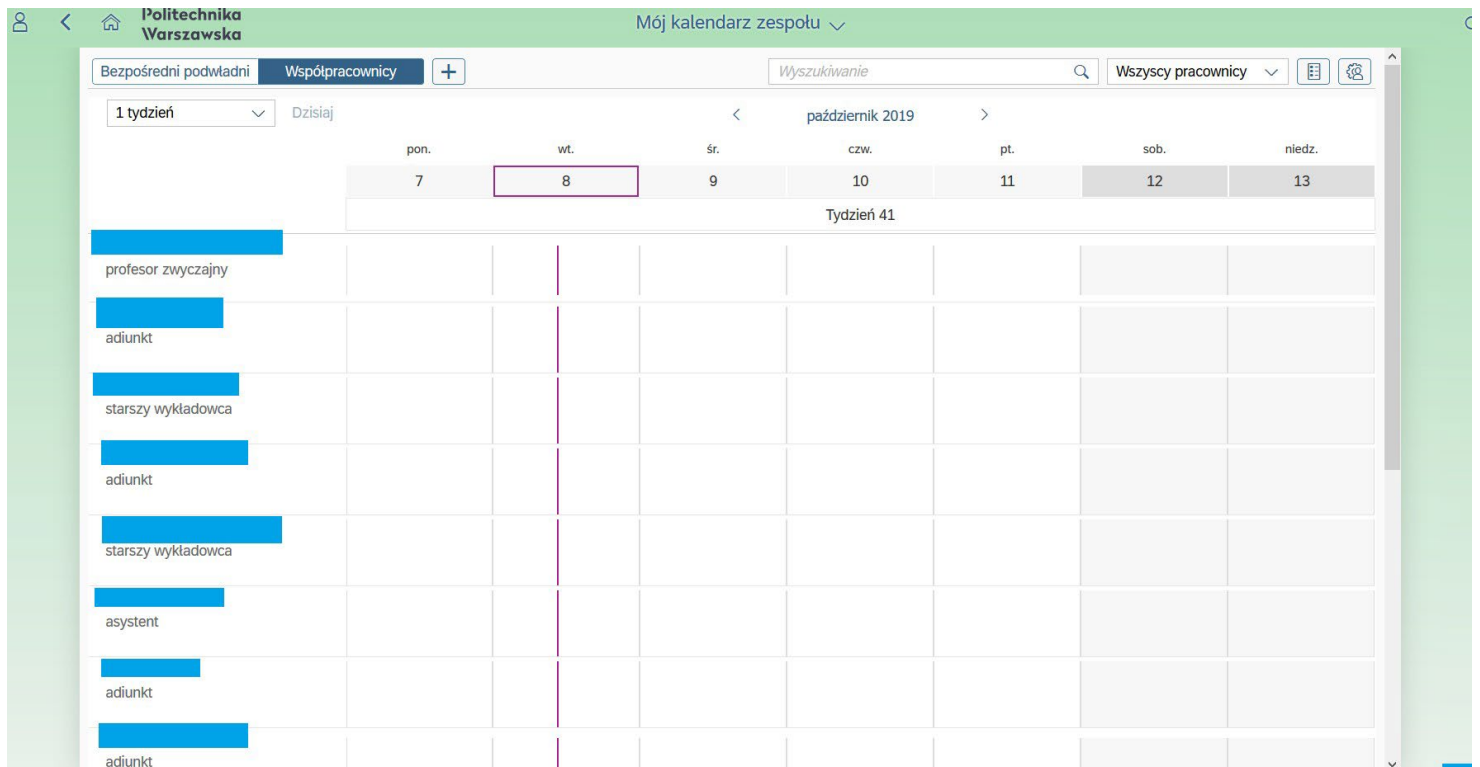 Politechnika
Warszawska
Mój kalendarz zespołu
Bezpośredni podwładni Współpracownicy + Wyszukiwanie Wszyscy pracownicy
1 tydzień Dzisiaj październik 2019
pon. wt. śr. czw. pt. sob. niedz.
7 8 9 10 11 12 13
Tydzień 41
profesor zwyczajny
adiunkt
starszy wykładowca
adiunkt
starszy wykładowca
asystent
adiunkt
adiunkt